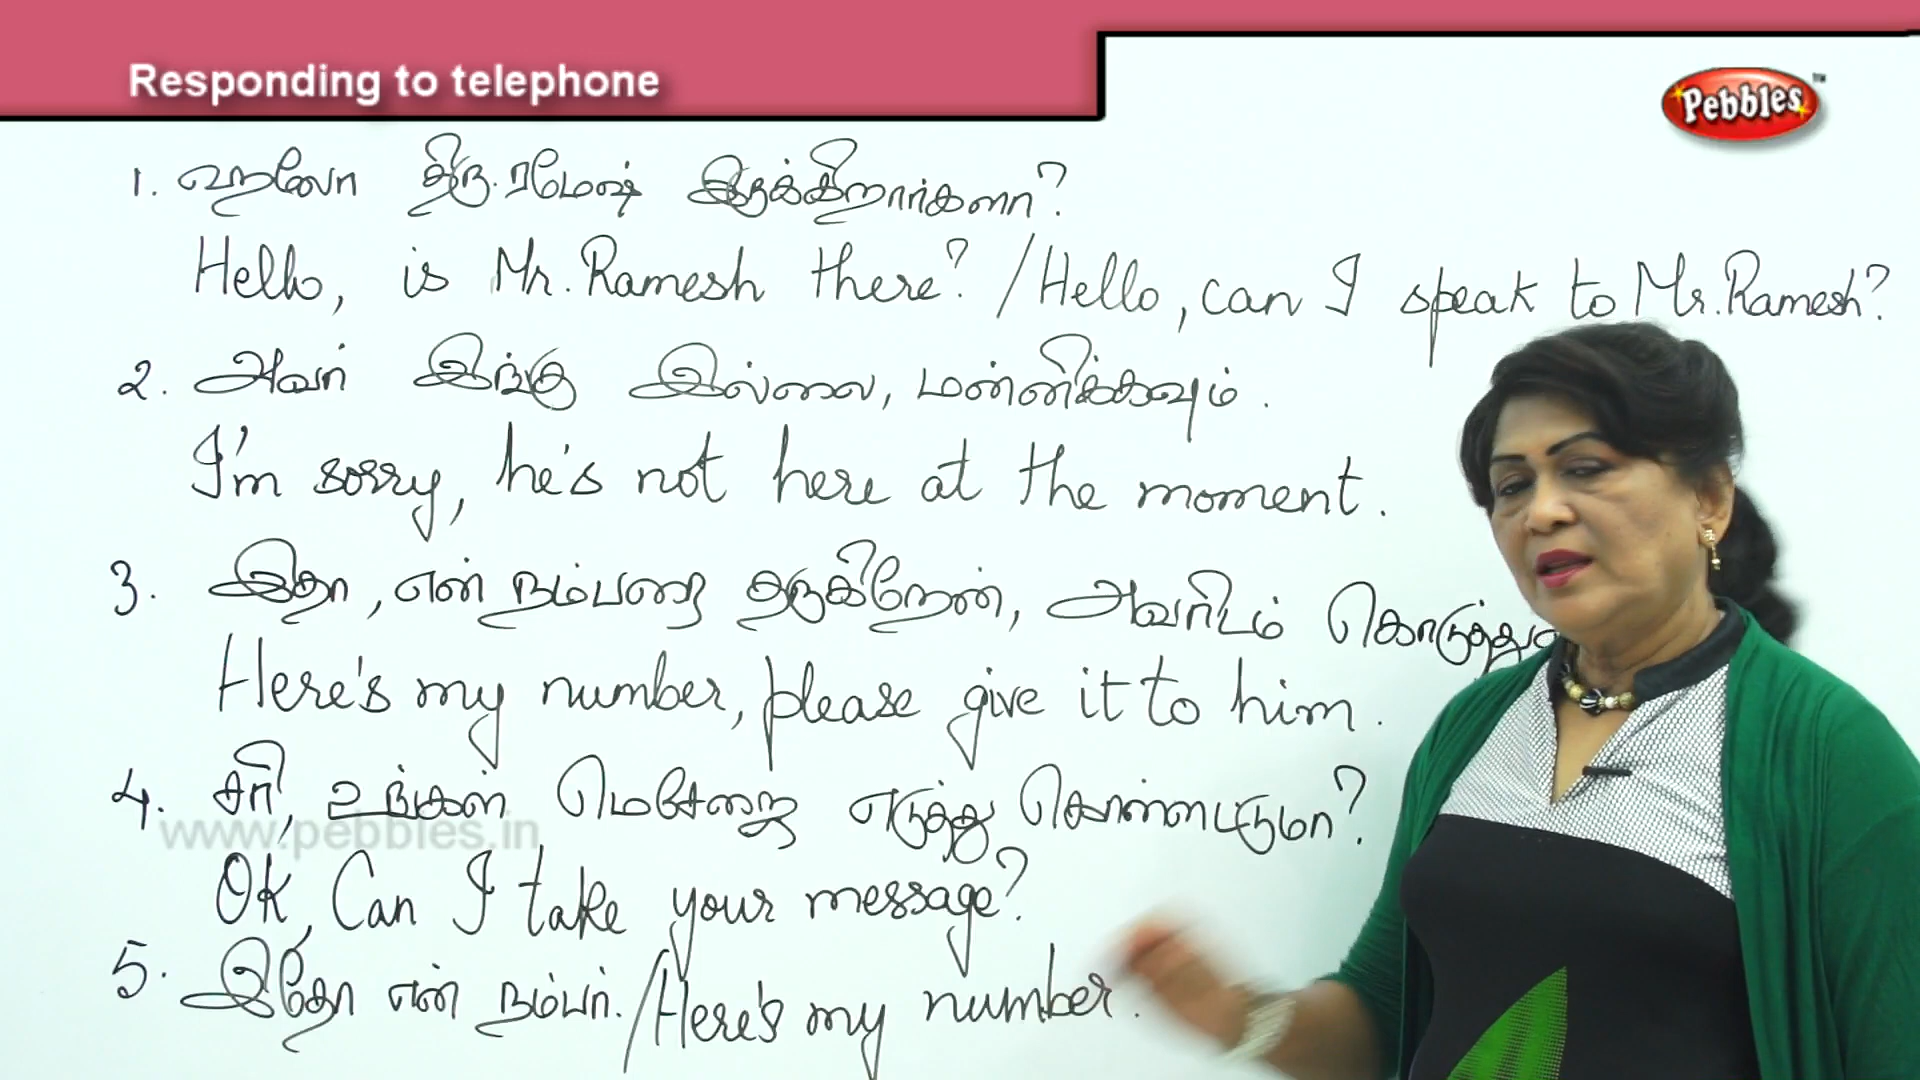 Responding to telephone
Pebbles
TM
1. ஹலோ திரு.ரமேஷ் இருக்கிறார்களா?
Hello, is Mr. Ramesh there? / Hello, can I speak to Mr. Ramesh?
2. அவர் இங்கு இல்லை, மன்னிக்கவும்.
I'm sorry, he's not here at the moment.
3. இதோ, என் நம்பரை தருகிறேன், அவரிடம்
Here's my number, please give it to him.
4. சரி, உங்கள் மெசேஜை எடுத்து கொள்ளட்டுமா?
www.pebbles.in
OK, Can I take your message?
5. இதோ என் நம்பர். / Here's my number.